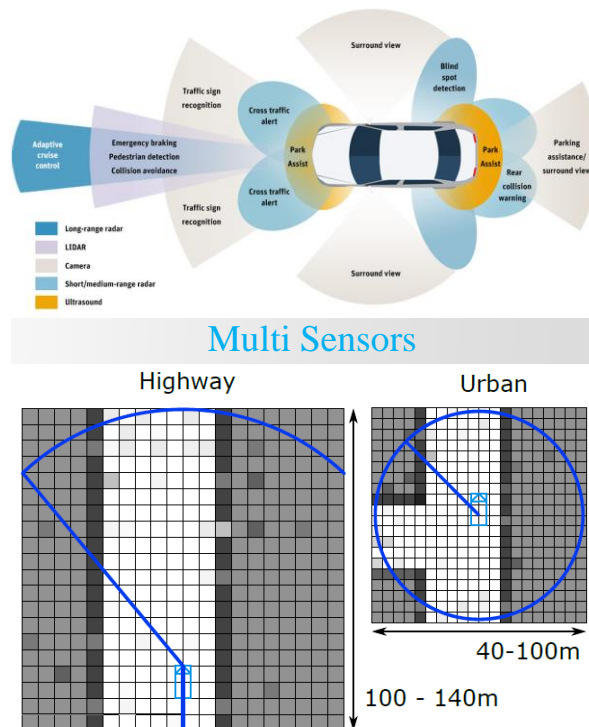 Surround view
Traffic sign
recognition
Blind
spot
detection
Cross traffic
alert
Adaptive
cruise
control
Emergency braking
Pedestrian detection
Collision avoidance
Park
Assist
Park
Assist
Parking
assistance/
surround view
Rear
collision
warning
Cross traffic
alert
Traffic sign
recognition
Surround view
Long-range radar
LIDAR
Camera
Short/medium-range radar
Ultrasound
Multi Sensors
Highway
Urban
40-100m
100 - 140m